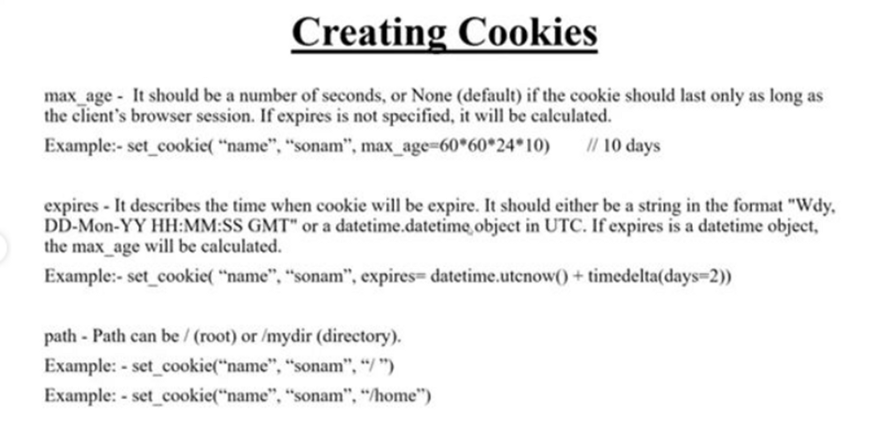 Creating Cookies
max_age - It should be a number of seconds, or None (default) if the cookie should last only as long as
the client’s browser session. If expires is not specified, it will be calculated.
Example:- set_cookie( “name”, “sonam”, max_age=60*60*24*10) // 10 days
expires - It describes the time when cookie will be expire. It should either be a string in the format "Wdy,
DD-Mon-YY HH:MM:SS GMT" or a datetime.datetime object in UTC. If expires is a datetime object,
the max_age will be calculated.
Example:- set_cookie( “name”, “sonam”, expires= datetime.utcnow() + timedelta(days=2))
path - Path can be / (root) or /mydir (directory).
Example: - set_cookie(“name”, “sonam”, “/ ”)
Example: - set_cookie(“name”, “sonam”, “/home”)